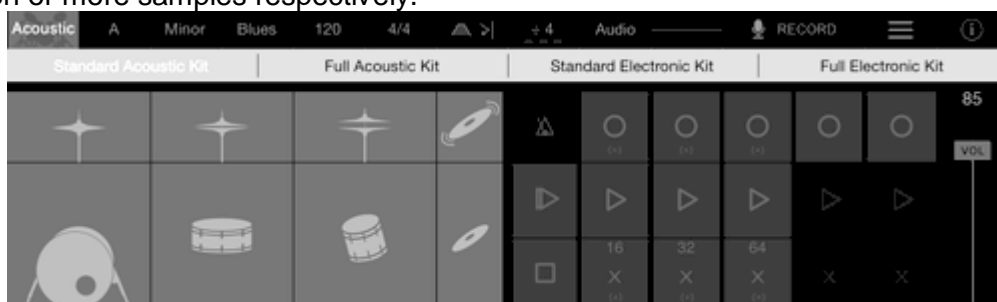 n or more samples respectively.
Acoustic A Minor Blues 120 4/4 ÷ 4 Audio RECORD
Standard Acoustic Kit Full Acoustic Kit Standard Electronic Kit Full Electronic Kit
85
(+) (+) (+)
VOL
16 32 64
X X X X X
(+) (+) (+)